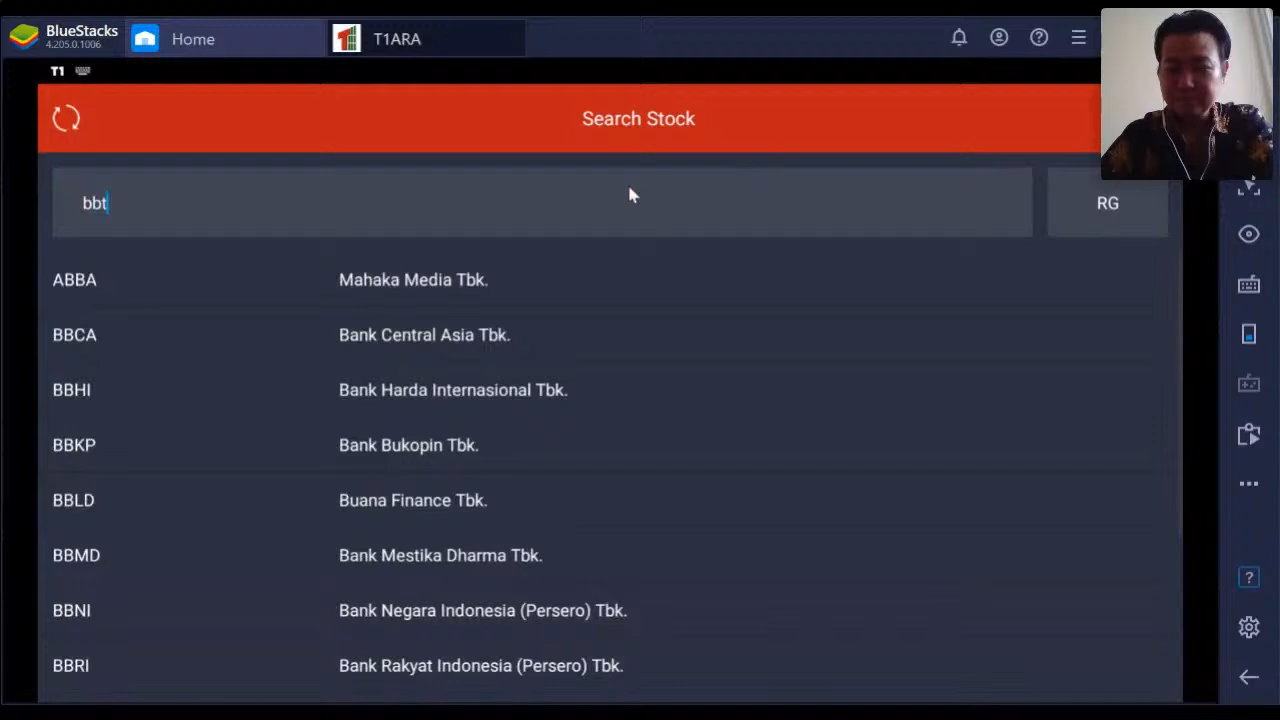 BlueStacks
4.205.0.1006
Home
T1ARA
T1
Search Stock
bbt
RG
ABBA Mahaka Media Tbk.
BBCA Bank Central Asia Tbk.
BBHI Bank Harda Internasional Tbk.
BBKP Bank Bukopin Tbk.
BBLD Buana Finance Tbk.
BBMD Bank Mestika Dharma Tbk.
BBNI Bank Negara Indonesia (Persero) Tbk.
BBRI Bank Rakyat Indonesia (Persero) Tbk.